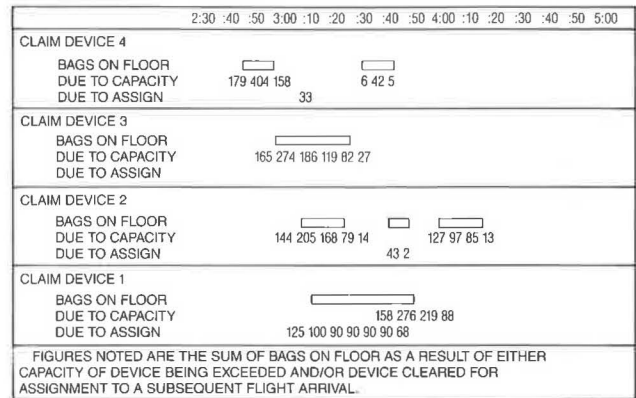 2:30 :40 :50 3:00 :10 :20 :30 :40 :50 4:00 :10 :20 :30 :40 :50 5:00
CLAIM DEVICE 4
BAGS ON FLOOR
DUE TO CAPACITY 179 404 158 6 42 5
DUE TO ASSIGN 33
CLAIM DEVICE 3
BAGS ON FLOOR
DUE TO CAPACITY 165 274 186 119 82 27
DUE TO ASSIGN
CLAIM DEVICE 2
BAGS ON FLOOR
DUE TO CAPACITY 144 205 168 79 14 127 97 85 13
DUE TO ASSIGN 43 2
CLAIM DEVICE 1
BAGS ON FLOOR
DUE TO CAPACITY 158 276 219 88
DUE TO ASSIGN 125 100 90 90 90 90 68
FIGURES NOTED ARE THE SUM OF BAGS ON FLOOR AS A RESULT OF EITHER
CAPACITY OF DEVICE BEING EXCEEDED AND/OR DEVICE CLEARED FOR
ASSIGNMENT TO A SUBSEQUENT FLIGHT ARRIVAL.